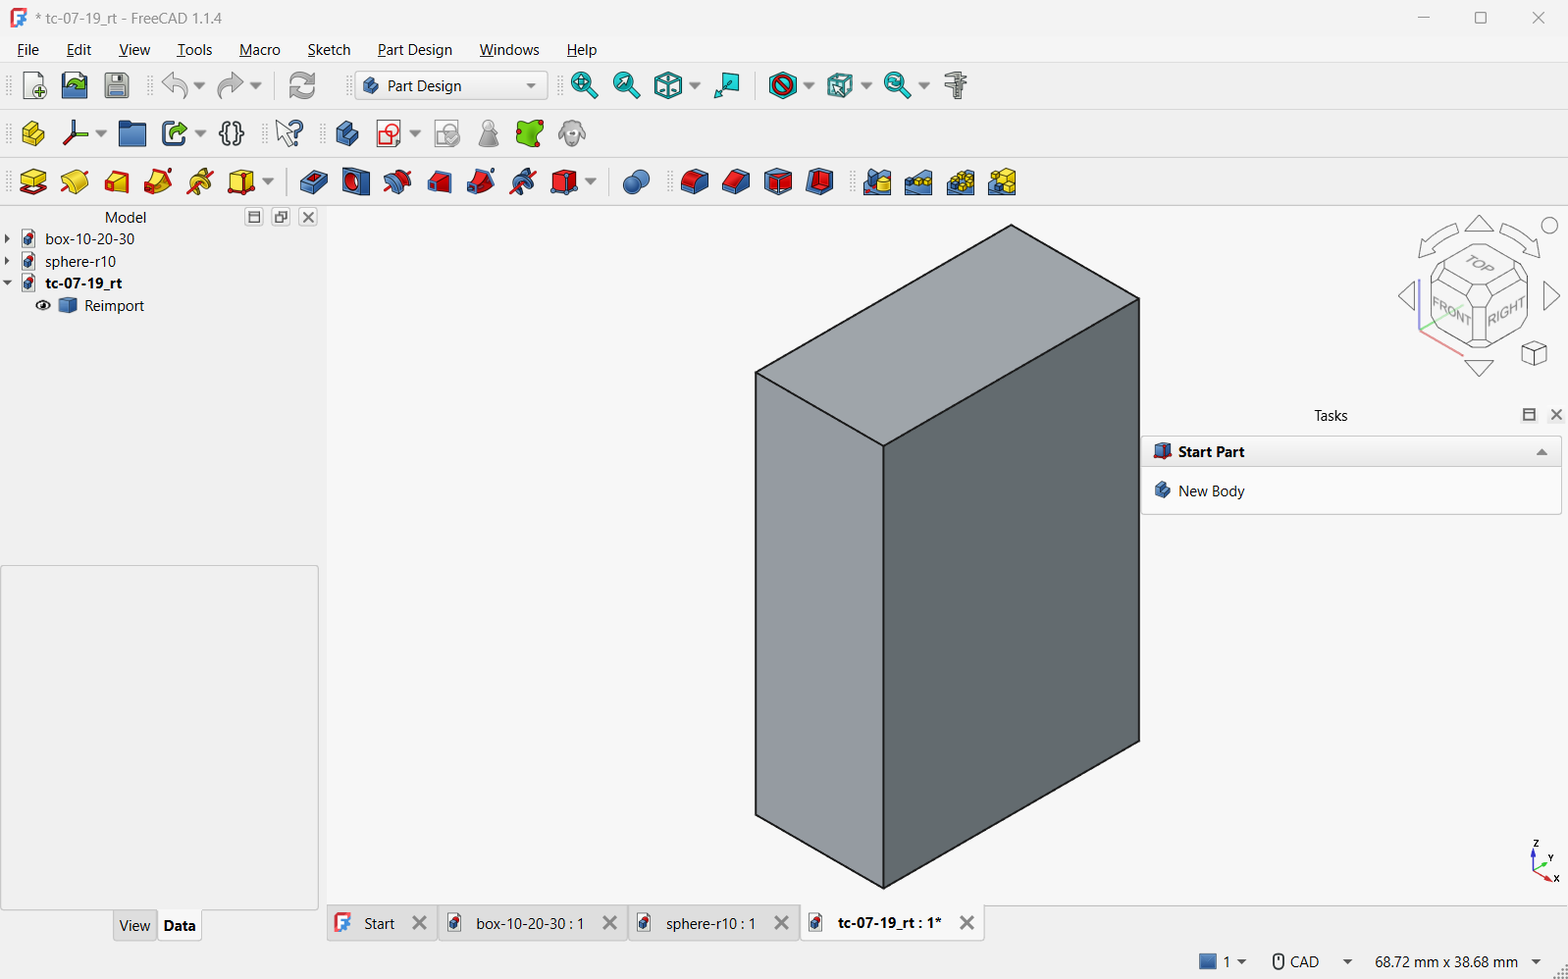 * tc-07-19_rt - FreeCAD 1.1.4
File Edit View Tools Macro Sketch Part Design Windows Help
Part Design
Model
box-10-20-30
sphere-r10
tc-07-19_rt
Reimport
TOP
FRONT
RIGHT
Tasks
Start Part
New Body
Z
Y
X
View Data
Start box-10-20-30 : 1 sphere-r10 : 1 tc-07-19_rt : 1*
1 CAD 68.72 mm x 38.68 mm